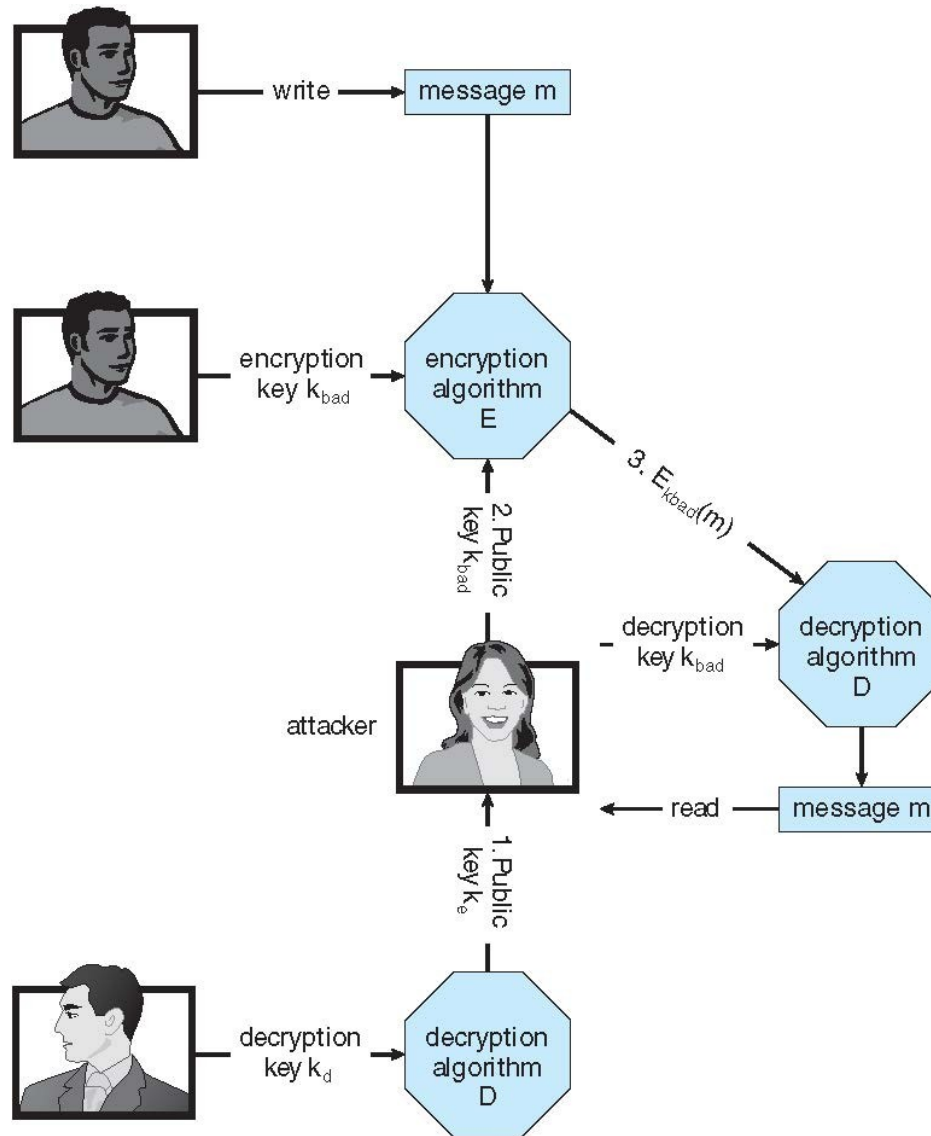 write
message m
encryption
key k_bad
encryption
algorithm
E
3. E_kbad(m)
2. Public
key k_bad
decryption
key k_bad
decryption
algorithm
D
attacker
read
message m
1. Public
key k_e
decryption
key k_d
decryption
algorithm
D